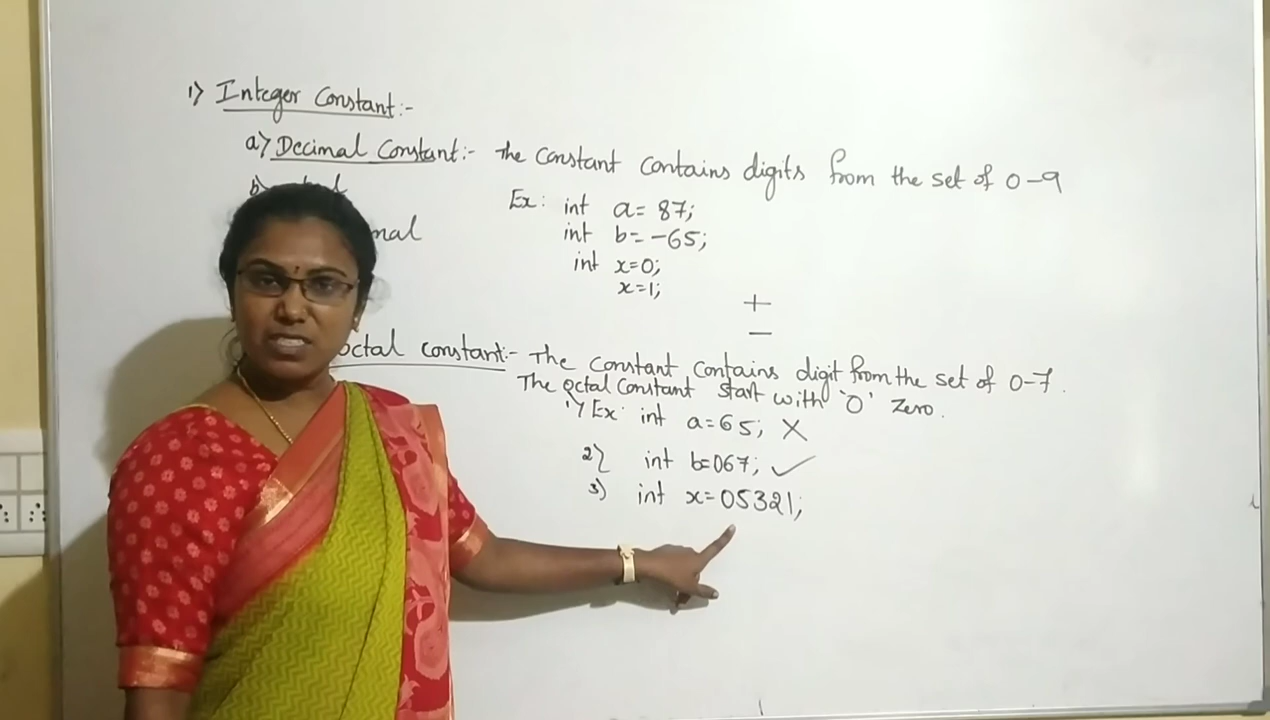 1) Integer Constant:-
a) Decimal Constant:- The constant contains digits from the set of 0-9
b)
Ex: int a= 87;
int b= -65;
int x=0;
x=1;
+
-
octal constant:- The constant contains digit from the set of 0-7.
The octal constant start with '0' zero.
1) Ex: int a=65; X
2) int b=067; ✓
3) int x=05321;